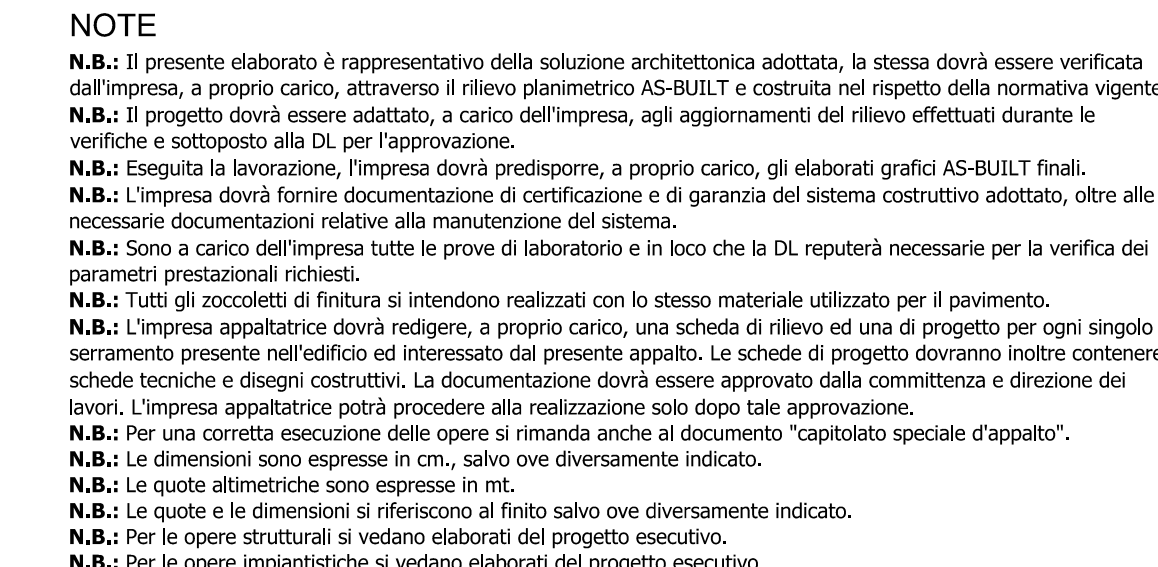 NOTE
N.B.: Il presente elaborato è rappresentativo della soluzione architettonica adottata, la stessa dovrà essere verificata
dall'impresa, a proprio carico, attraverso il rilievo planimetrico AS-BUILT e costruita nel rispetto della normativa vigente
N.B.: Il progetto dovrà essere adattato, a carico dell'impresa, agli aggiornamenti del rilievo effettuati durante le
verifiche e sottoposto alla DL per l'approvazione.
N.B.: Eseguita la lavorazione, l'impresa dovrà predisporre, a proprio carico, gli elaborati grafici AS-BUILT finali.
N.B.: L'impresa dovrà fornire documentazione di certificazione e di garanzia del sistema costruttivo adottato, oltre alle
necessarie documentazioni relative alla manutenzione del sistema.
N.B.: Sono a carico dell'impresa tutte le prove di laboratorio e in loco che la DL reputerà necessarie per la verifica dei
parametri prestazionali richiesti.
N.B.: Tutti gli zoccoletti di finitura si intendono realizzati con lo stesso materiale utilizzato per il pavimento.
N.B.: L'impresa appaltatrice dovrà redigere, a proprio carico, una scheda di rilievo ed una di progetto per ogni singolo
serramento presente nell'edificio ed interessato dal presente appalto. Le schede di progetto dovranno inoltre contenere
schede tecniche e disegni costruttivi. La documentazione dovrà essere approvato dalla committenza e direzione dei
lavori. L'impresa appaltatrice potrà procedere alla realizzazione solo dopo tale approvazione.
N.B.: Per una corretta esecuzione delle opere si rimanda anche al documento "capitolato speciale d'appalto".
N.B.: Le dimensioni sono espresse in cm., salvo ove diversamente indicato.
N.B.: Le quote altimetriche sono espresse in mt.
N.B.: Le quote e le dimensioni si riferiscono al finito salvo ove diversamente indicato.
N.B.: Per le opere strutturali si vedano elaborati del progetto esecutivo.
N.B.: Per le opere impiantistiche si vedano elaborati del progetto esecutivo.